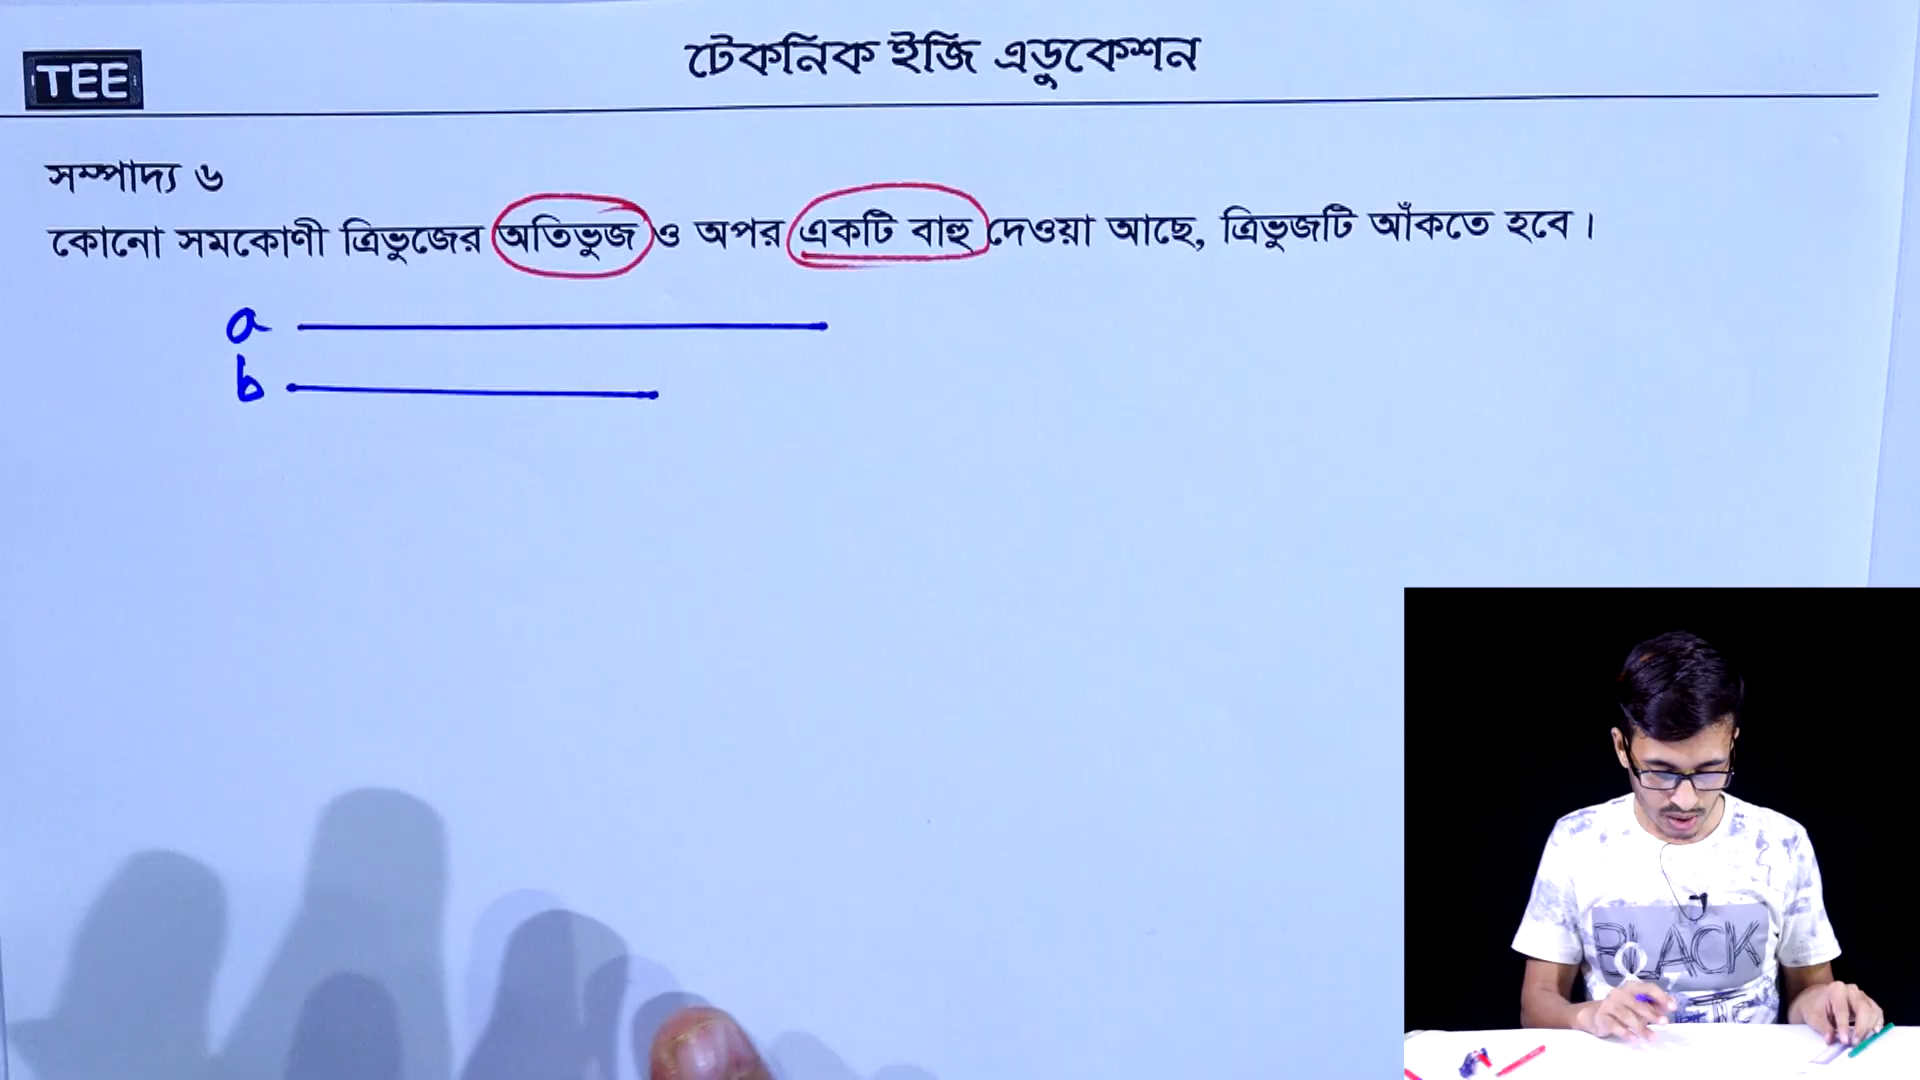 টেকনিক ইজি এডুকেশন
TEE
সম্পাদ্য ৬
কোনো সমকোণী ত্রিভুজের অতিভুজ ও অপর একটি বাহু দেওয়া আছে, ত্রিভুজটি আঁকতে হবে।
a
b
BLACK